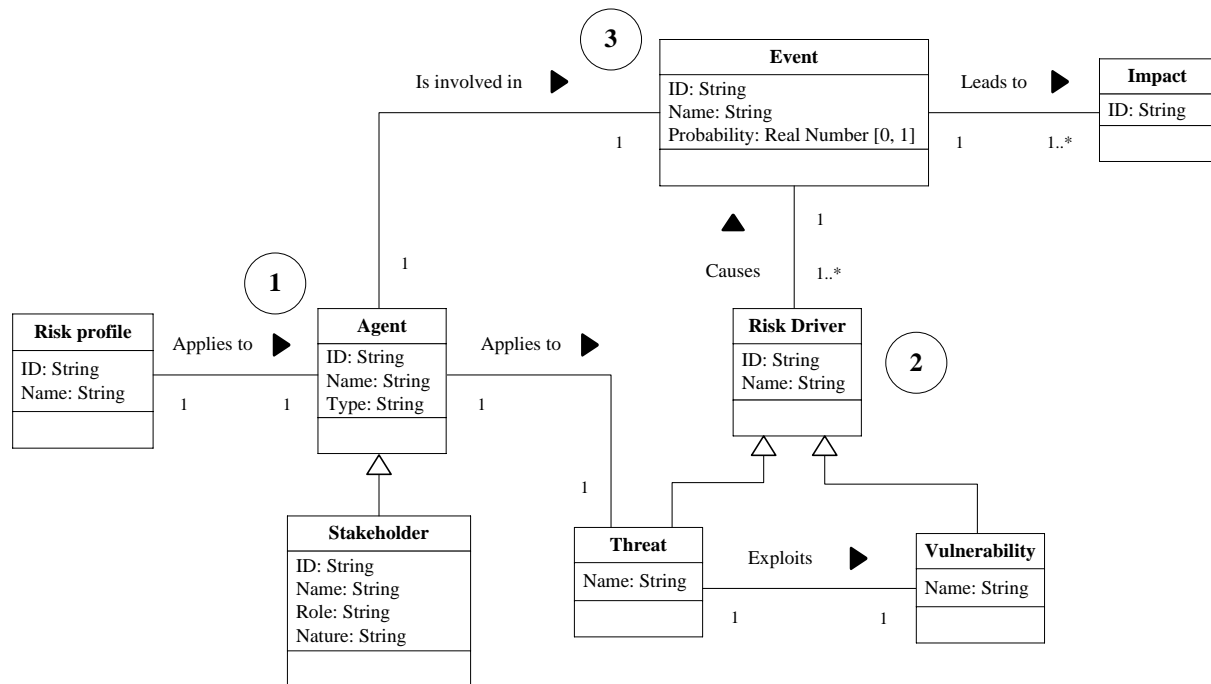 3
Event
Is involved in
Leads to
Impact
ID: String
Name: String
Probability: Real Number [0, 1]
ID: String
1
1
1..*
1
Causes
1..*
1
1
Risk profile
Applies to
Agent
Applies to
Risk Driver
ID: String
Name: String
ID: String
Name: String
Type: String
ID: String
Name: String
2
1
1
1
1
Stakeholder
Threat
Exploits
Vulnerability
ID: String
Name: String
Role: String
Nature: String
Name: String
Name: String
1
1